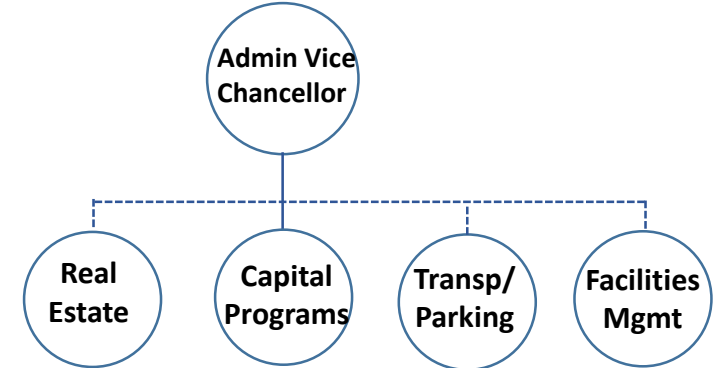 Admin Vice
Chancellor
Real
Estate
Capital
Programs
Transp/
Parking
Facilities
Mgmt